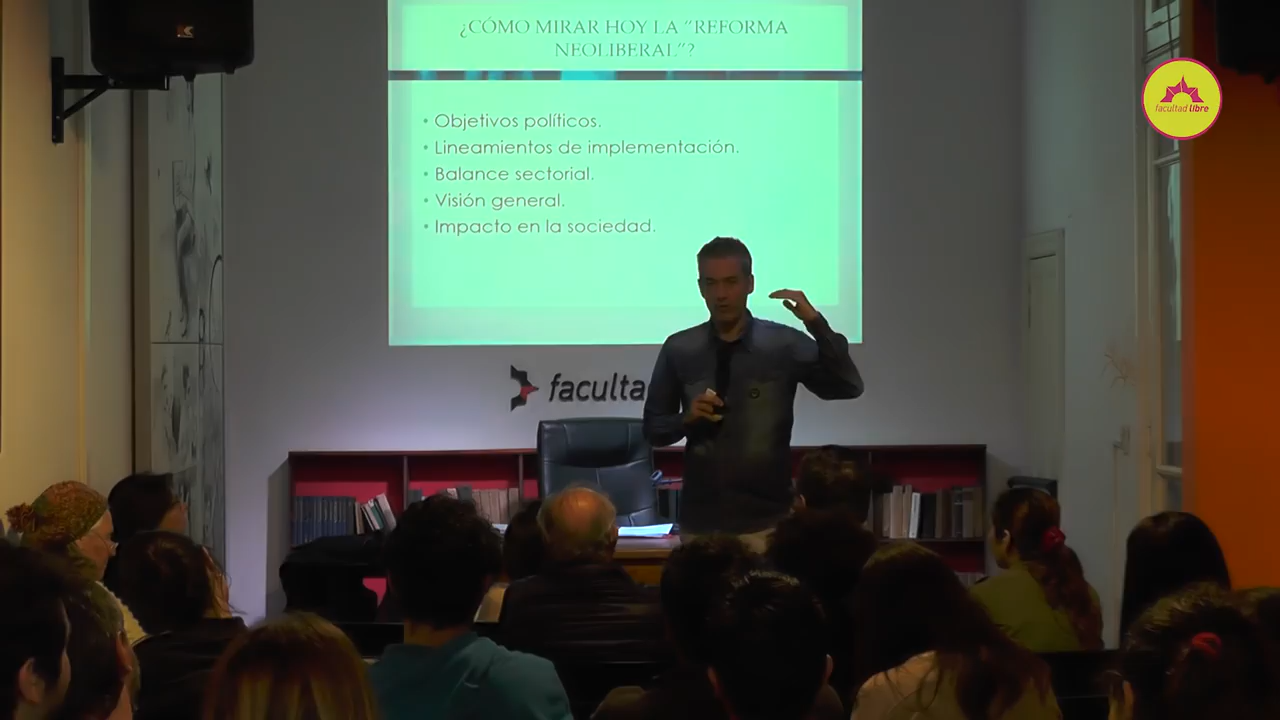 ¿CÓMO MIRAR HOY LA “REFORMA
NEOLIBERAL”?
• Objetivos políticos.
• Lineamientos de implementación.
• Balance sectorial.
• Visión general.
• Impacto en la sociedad.
facultad libre
faculta